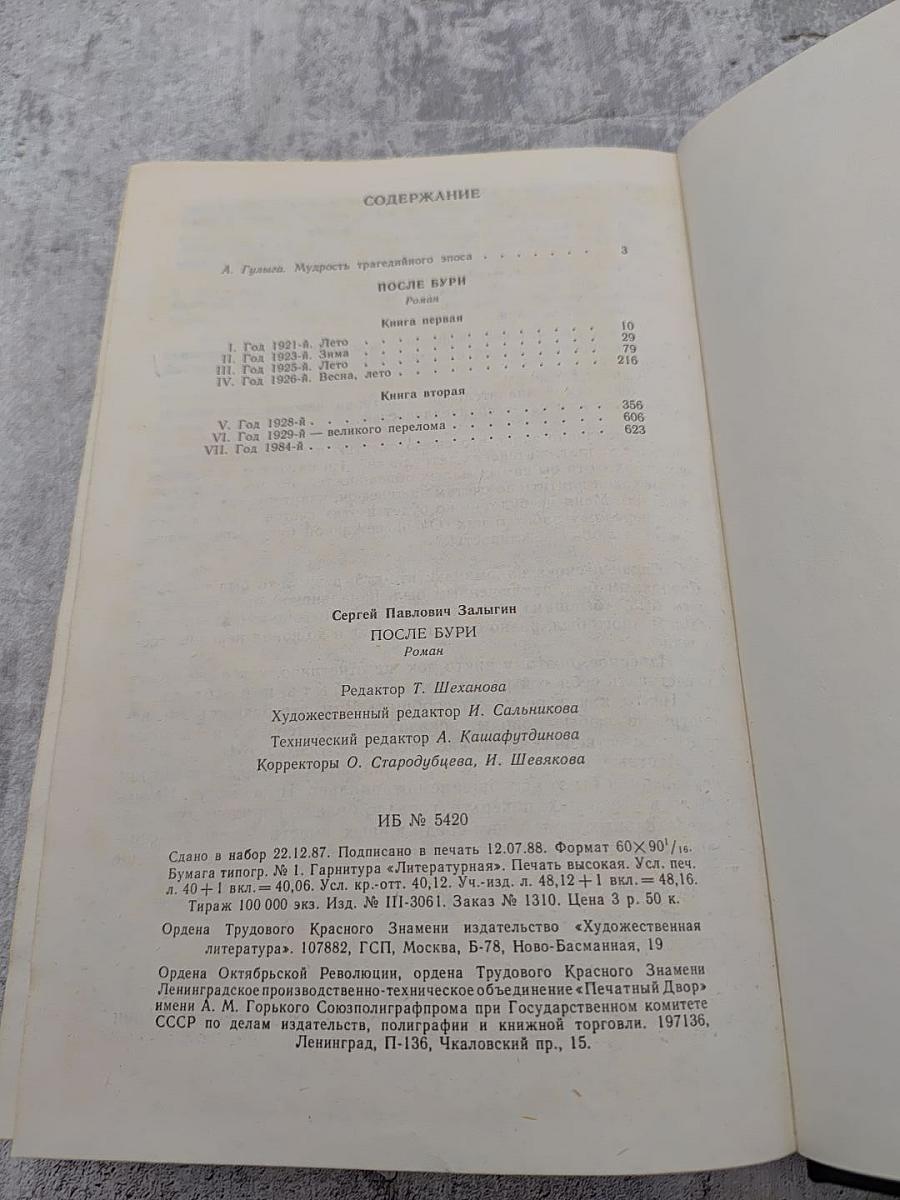 СОДЕРЖАНИЕ
А. Гулыга. Мудрость трагедийного эпоса . . . . . . . 3
ПОСЛЕ БУРИ
Роман
Книга первая
I. Год 1921-й. Лето . . . . . . . . . . . . . 10
II. Год 1923-й. Зима . . . . . . . . . . . . . 29
III. Год 1925-й. Лето . . . . . . . . . . . . . 79
IV. Год 1926-й. Весна, лето . . . . . . . . . . . 216
Книга вторая
V. Год 1928-й . . . . . . . . . . . . . . . 356
VI. Год 1929-й — великого перелома . . . . . . . . 606
VII. Год 1984-й . . . . . . . . . . . . . . . 623
Сергей Павлович Залыгин
ПОСЛЕ БУРИ
Роман
Редактор Т. Шеханова
Художественный редактор И. Сальникова
Технический редактор А. Кашафутдинова
Корректоры О. Стародубцева, И. Шевякова
ИБ № 5420
Сдано в набор 22.12.87. Подписано в печать 12.07.88. Формат 60×90¹/₁₆.
Бумага типогр. № 1. Гарнитура «Литературная». Печать высокая. Усл. печ.
л. 40+1 вкл.=40,06. Усл. кр.-отт. 40,12. Уч.-изд. л. 48,12+1 вкл.=48,16.
Тираж 100 000 экз. Изд. № III-3061. Заказ № 1310. Цена 3 р. 50 к.
Ордена Трудового Красного Знамени издательство «Художественная
литература». 107882, ГСП, Москва, Б-78, Ново-Басманная, 19
Ордена Октябрьской Революции, ордена Трудового Красного Знамени
Ленинградское производственно-техническое объединение «Печатный Двор»
имени А. М. Горького Союзполиграфпрома при Государственном комитете
СССР по делам издательств, полиграфии и книжной торговли. 197136,
Ленинград, П-136, Чкаловский пр., 15.